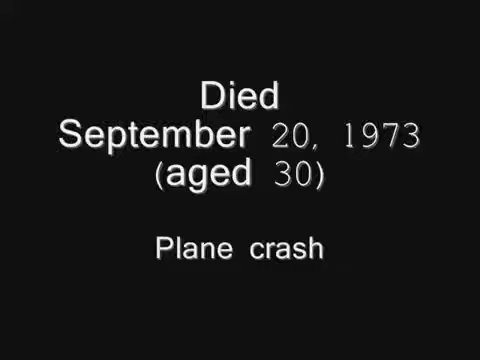 Died
September 20, 1973
(aged 30)
Plane crash